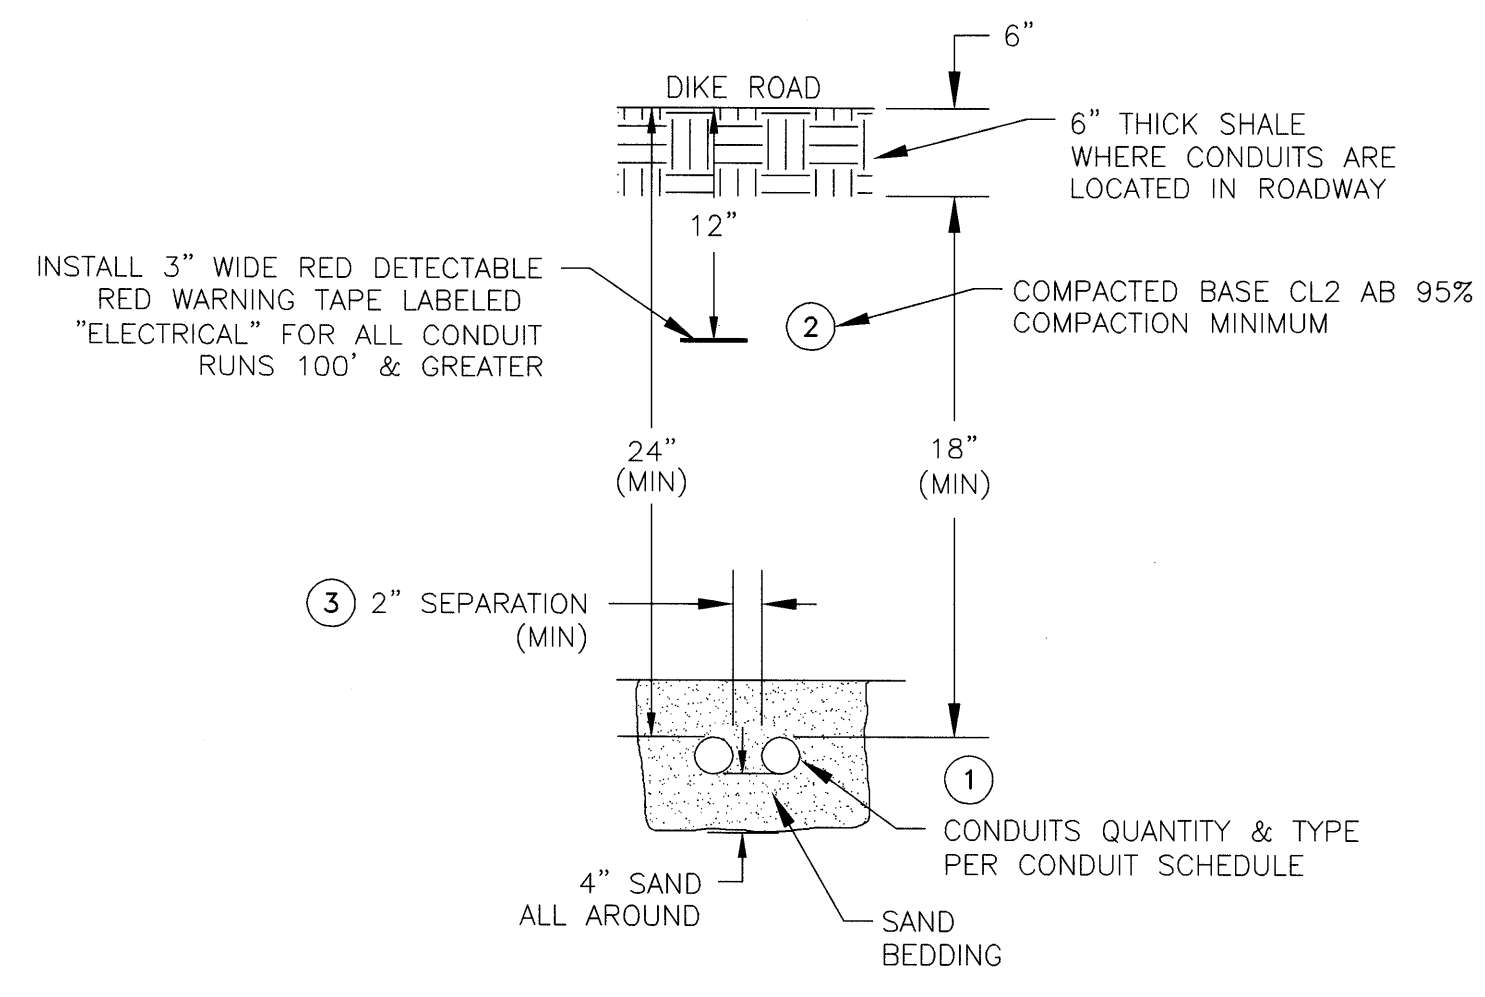 6"
DIKE ROAD
6" THICK SHALE
WHERE CONDUITS ARE
LOCATED IN ROADWAY
12"
INSTALL 3" WIDE RED DETECTABLE
RED WARNING TAPE LABELED
"ELECTRICAL" FOR ALL CONDUIT
RUNS 100' & GREATER
2
COMPACTED BASE CL2 AB 95%
COMPACTION MINIMUM
24"
(MIN)
18"
(MIN)
3 2" SEPARATION
(MIN)
1
CONDUITS QUANTITY & TYPE
PER CONDUIT SCHEDULE
4" SAND
ALL AROUND
SAND
BEDDING